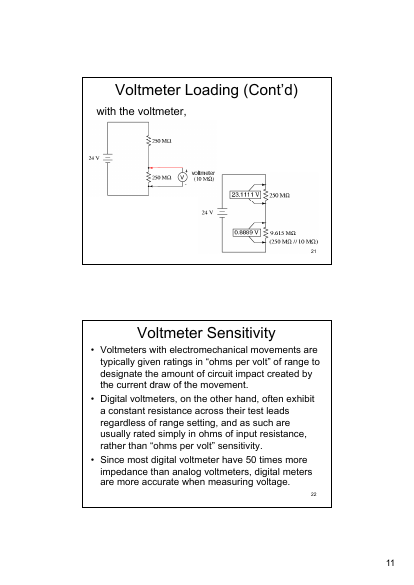 Voltmeter Loading (Cont'd)
with the voltmeter,
250 MΩ
24 V
250 MΩ
V
+
-
voltmeter
(10 MΩ)
23.1111 V
250 MΩ
24 V
0.8889 V
9.615 MΩ
(250 MΩ // 10 MΩ)
21
Voltmeter Sensitivity
• Voltmeters with electromechanical movements are
typically given ratings in "ohms per volt" of range to
designate the amount of circuit impact created by
the current draw of the movement.
• Digital voltmeters, on the other hand, often exhibit
a constant resistance across their test leads
regardless of range setting, and as such are
usually rated simply in ohms of input resistance,
rather than "ohms per volt" sensitivity.
• Since most digital voltmeter have 50 times more
impedance than analog voltmeters, digital meters
are more accurate when measuring voltage.
22
11